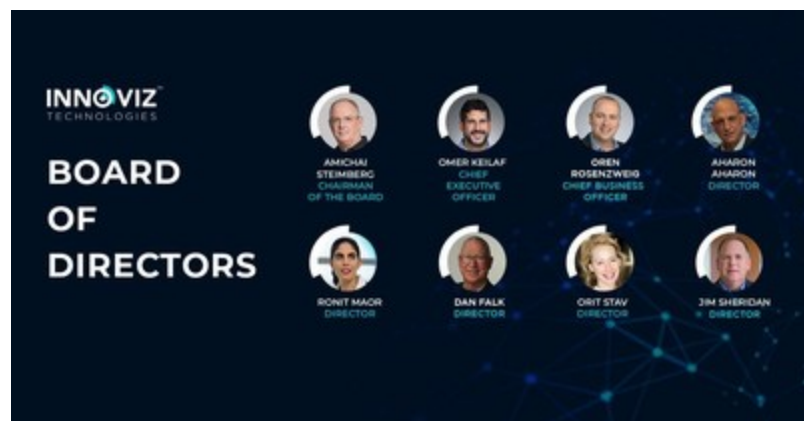 INNOVIZ™
TECHNOLOGIES
BOARD
OF
DIRECTORS
AMICHAI
STEIMBERG
CHAIRMAN
OF THE BOARD
OMER KEILAF
CHIEF
EXECUTIVE
OFFICER
OREN
ROSENZWEIG
CHIEF BUSINESS
OFFICER
AHARON
AHARON
DIRECTOR
RONIT MAOR
DIRECTOR
DAN FALK
DIRECTOR
ORIT STAV
DIRECTOR
JIM SHERIDAN
DIRECTOR